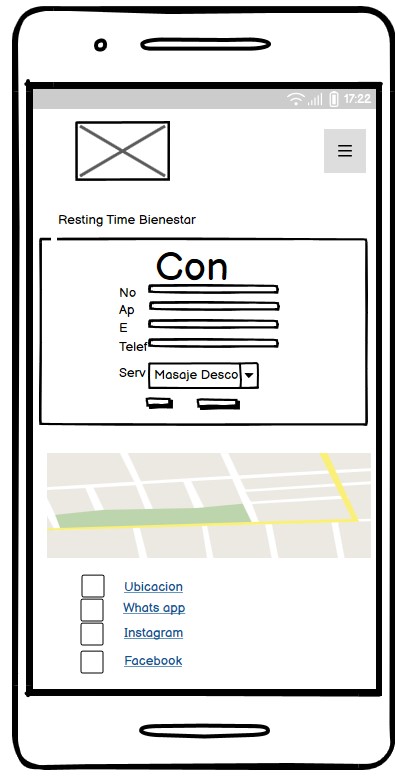 17:22
Resting Time Bienestar
Con
No
Ap
E
Telef
Serv Masaje Desco
Ubicacion
Whats app
Instagram
Facebook